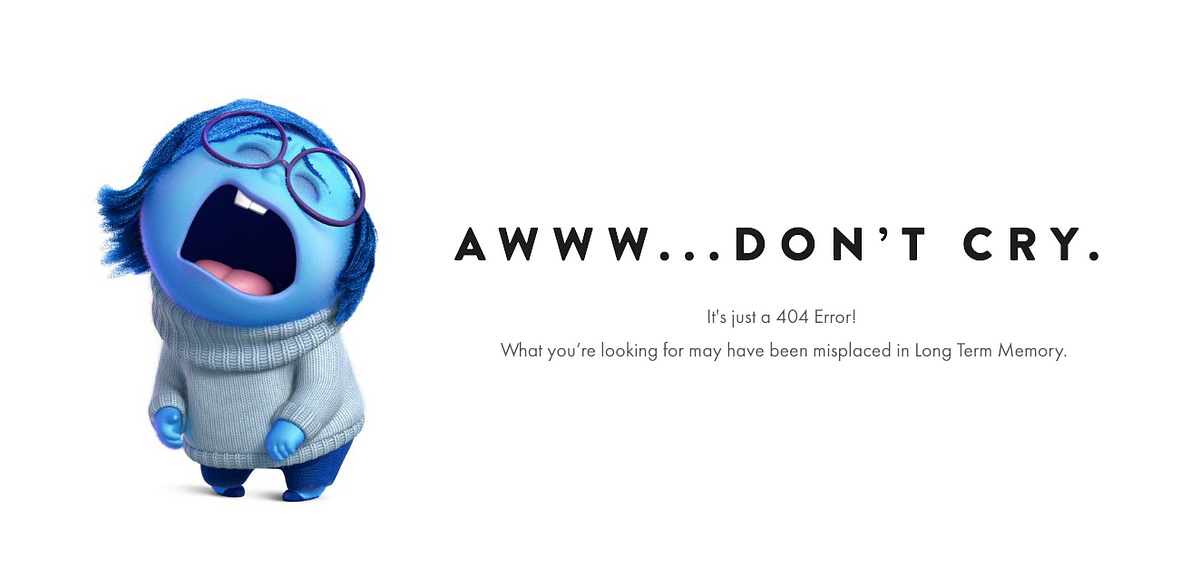 AWWW...DON’T CRY.
It's just a 404 Error!
What you’re looking for may have been misplaced in Long Term Memory.